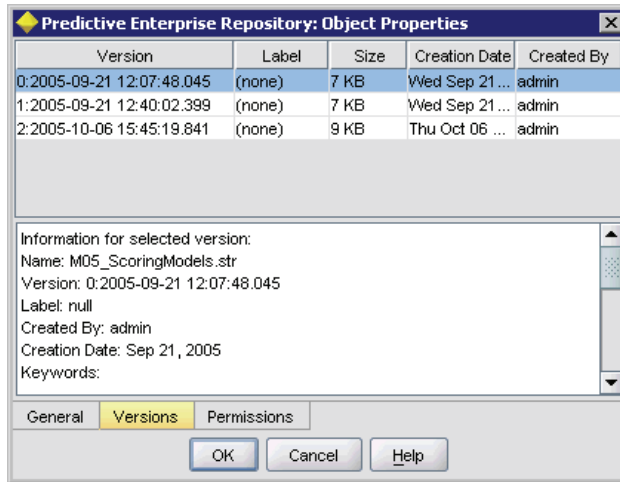 Predictive Enterprise Repository: Object Properties
Version Label Size Creation Date Created By
0:2005-09-21 12:07:48.045 (none) 7 KB Wed Sep 21... admin
1:2005-09-21 12:40:02.399 (none) 7 KB Wed Sep 21... admin
2:2005-10-06 15:45:19.841 (none) 9 KB Thu Oct 06 ... admin
Information for selected version:
Name: M05_ScoringModels.str
Version: 0:2005-09-21 12:07:48.045
Label: null
Created By: admin
Creation Date: Sep 21, 2005
Keywords:
General Versions Permissions
OK Cancel Help